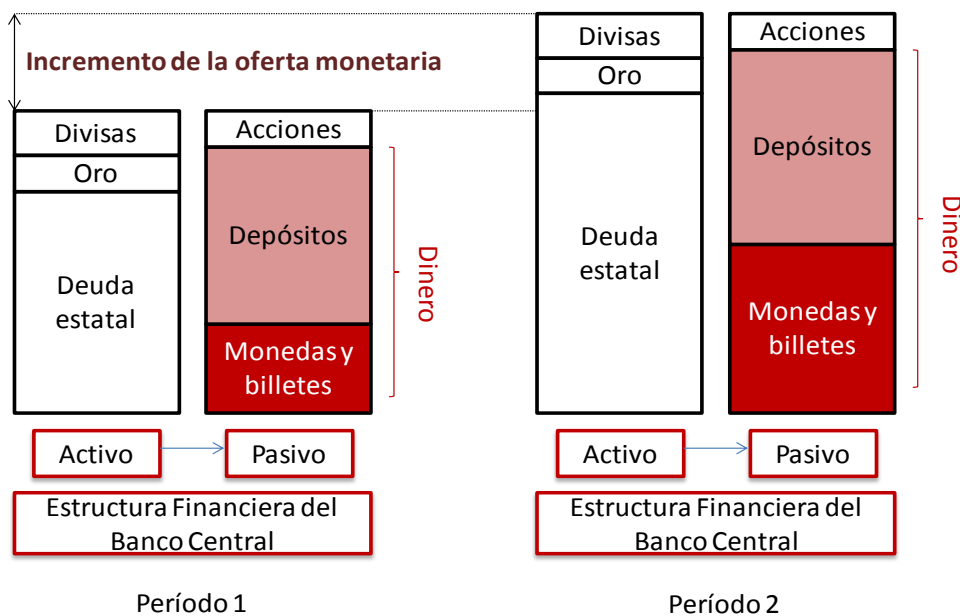 Incremento de la oferta monetaria
Divisas
Oro
Deuda
estatal
Acciones
Depósitos
Monedas y
billetes
Dinero
Activo
Pasivo
Estructura Financiera del
Banco Central
Período 1
Divisas
Oro
Deuda
estatal
Acciones
Depósitos
Monedas y
billetes
Dinero
Activo
Pasivo
Estructura Financiera del
Banco Central
Período 2